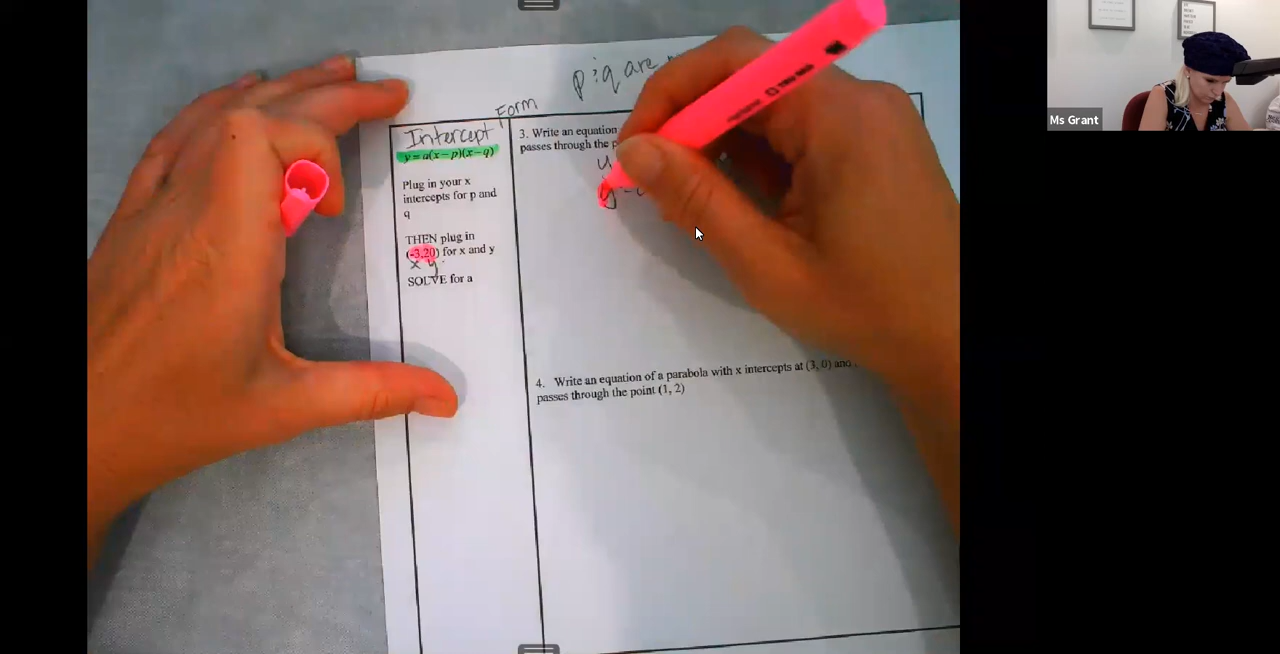 p ; q are
Form
Intercept
y = a(x – p)(x – q)
Plug in your x
intercepts for p and
q
THEN plug in
(-3,20) for x and y
x y
SOLVE for a
3. Write an equation
passes through the
y
y =
4. Write an equation of a parabola with x intercepts at (3, 0) and
passes through the point (1, 2)
Ms Grant